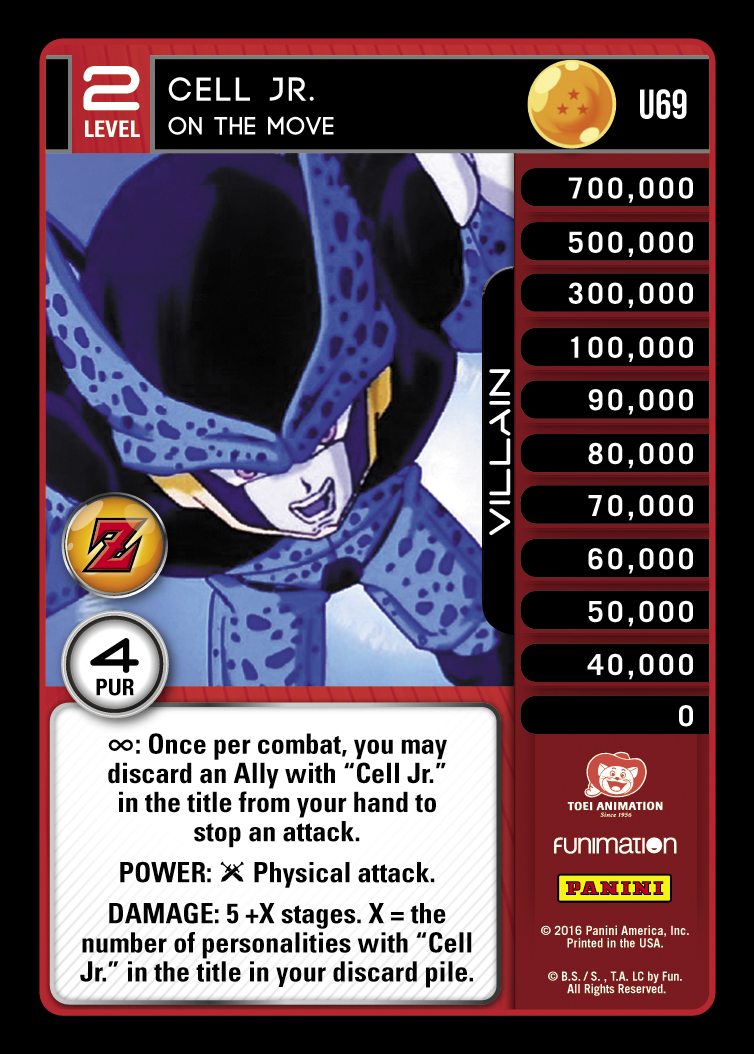 2
LEVEL
CELL JR.
ON THE MOVE
U69
700,000
500,000
300,000
100,000
90,000
80,000
70,000
60,000
50,000
40,000
0
VILLAIN
Z
4
PUR
∞: Once per combat, you may
discard an Ally with “Cell Jr.”
in the title from your hand to
stop an attack.
POWER: Physical attack.
DAMAGE: 5 +X stages. X = the
number of personalities with “Cell
Jr.” in the title in your discard pile.
TOEI ANIMATION
Since 1956
FUNIMATION
PANINI
© 2016 Panini America, Inc.
Printed in the USA.
© B.S. / S. , T.A. LC by Fun.
All Rights Reserved.